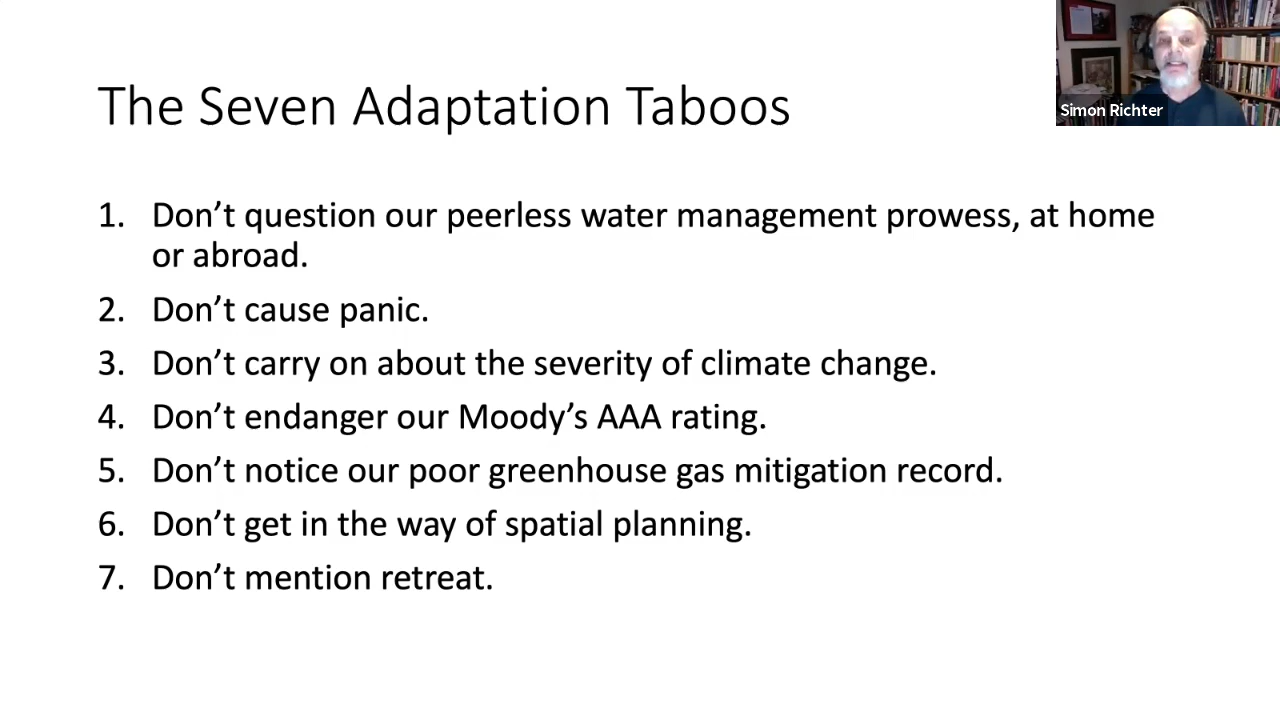 The Seven Adaptation Taboos
Simon Richter
1. Don’t question our peerless water management prowess, at home
or abroad.
2. Don’t cause panic.
3. Don’t carry on about the severity of climate change.
4. Don’t endanger our Moody’s AAA rating.
5. Don’t notice our poor greenhouse gas mitigation record.
6. Don’t get in the way of spatial planning.
7. Don’t mention retreat.